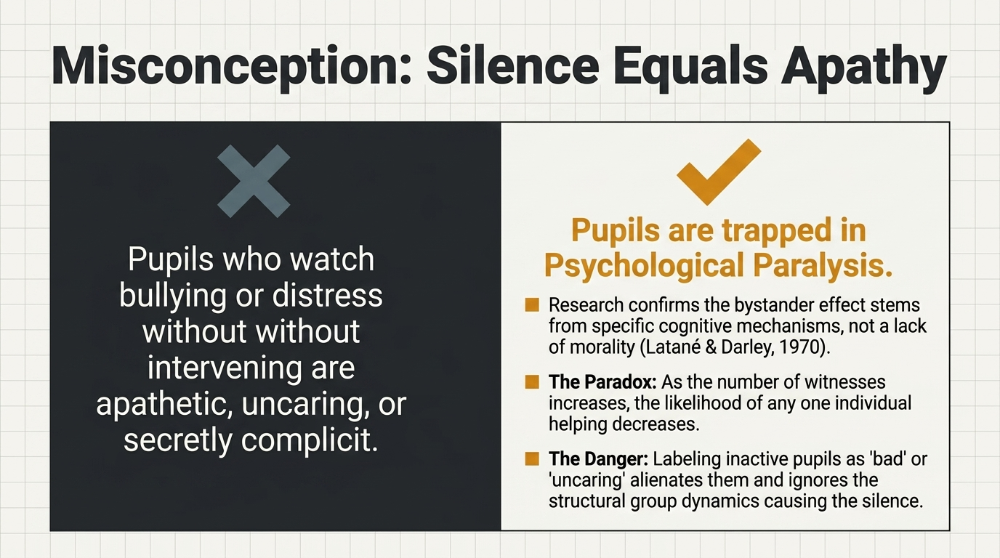 Misconception: Silence Equals Apathy
Pupils who watch
bullying or distress
without without
intervening are
apathetic, uncaring, or
secretly complicit.
Pupils are trapped in
Psychological Paralysis.
Research confirms the bystander effect stems
from specific cognitive mechanisms, not a lack
of morality (Latané & Darley, 1970).
The Paradox: As the number of witnesses
increases, the likelihood of any one individual
helping decreases.
The Danger: Labeling inactive pupils as 'bad' or
'uncaring' alienates them and ignores the
structural group dynamics causing the silence.